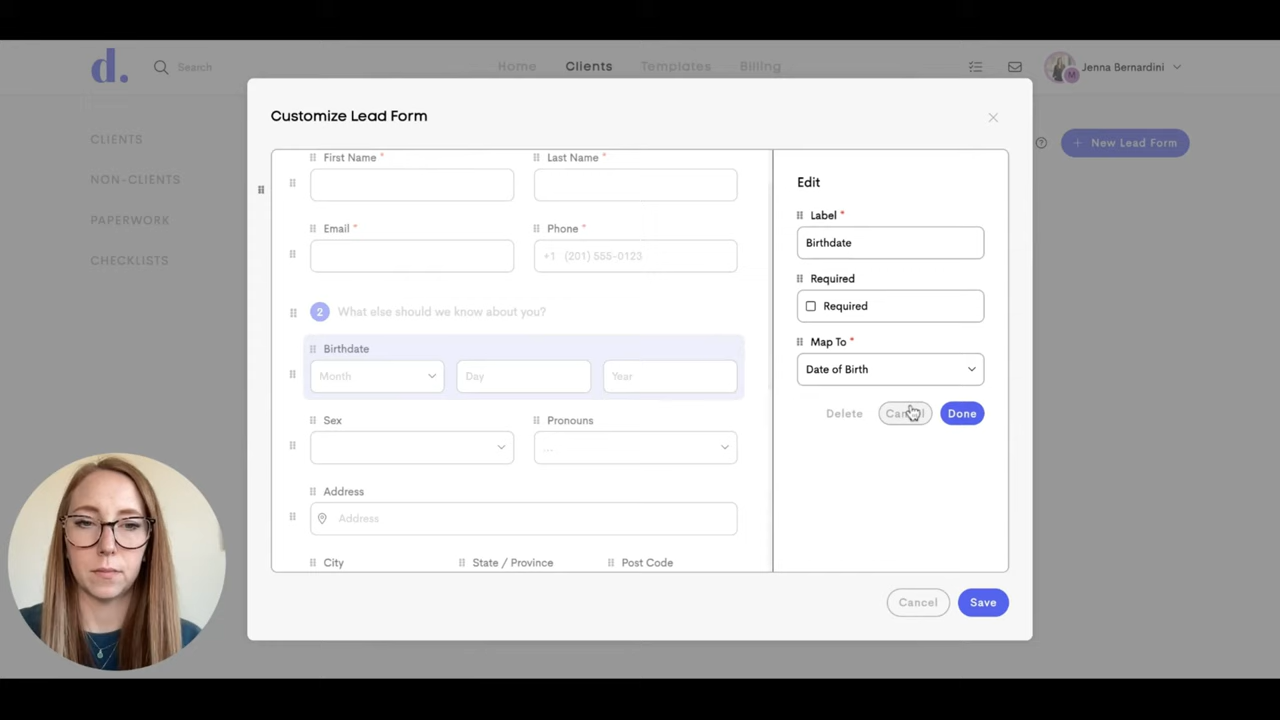 d.
Search
Home
Clients
Templates
Billing
M
Jenna Bernardini
CLIENTS
NON-CLIENTS
PAPERWORK
CHECKLISTS
+ New Lead Form
Customize Lead Form
First Name *
Last Name *
Email *
Phone *
+1 (201) 555-0123
2 What else should we know about you?
Birthdate
Month
Day
Year
Sex
Pronouns
...
Address
Address
City
State / Province
Post Code
Edit
Label *
Birthdate
Required
Required
Map To *
Date of Birth
Delete
Cancel
Done
Cancel
Save